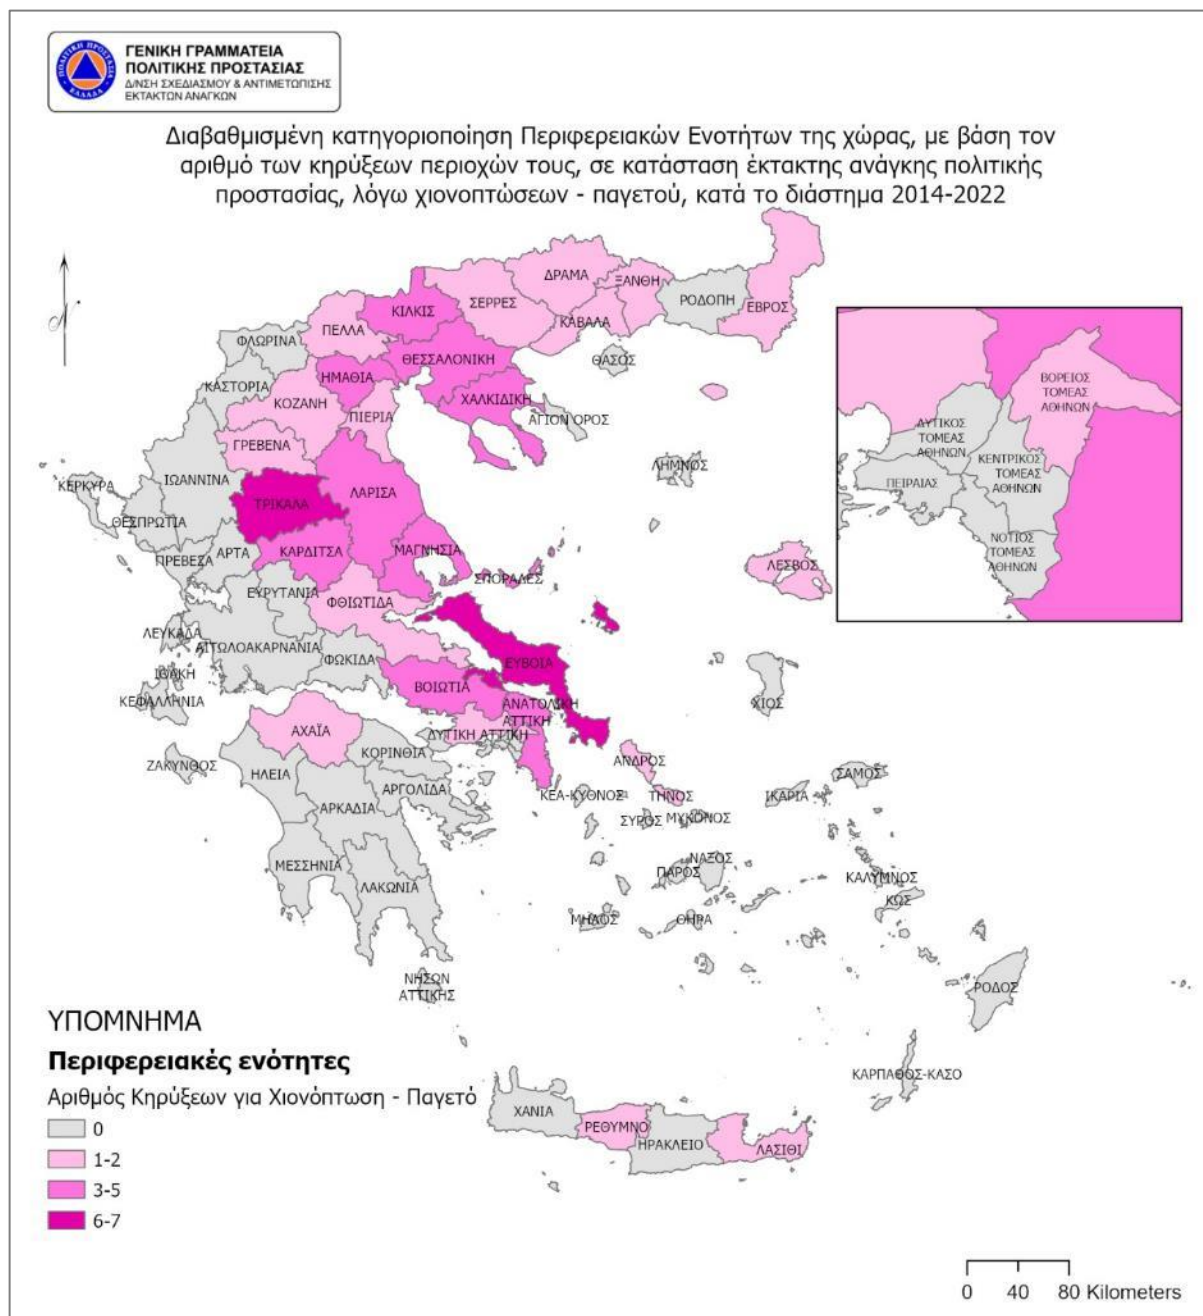 ΓΕΝΙΚΗ ΓΡΑΜΜΑΤΕΙΑ
ΠΟΛΙΤΙΚΗΣ ΠΡΟΣΤΑΣΙΑΣ
Δ/ΝΣΗ ΣΧΕΔΙΑΣΜΟΥ & ΑΝΤΙΜΕΤΩΠΙΣΗΣ
ΕΚΤΑΚΤΩΝ ΑΝΑΓΚΩΝ
ΠΟΛΙΤΙΚΗ ΠΡΟΣΤΑΣΙΑ
ΕΛΛΑΔΑ
Διαβαθμισμένη κατηγοριοποίηση Περιφερειακών Ενοτήτων της χώρας, με βάση τον
αριθμό των κηρύξεων περιοχών τους, σε κατάσταση έκτακτης ανάγκης πολιτικής
προστασίας, λόγω χιονοπτώσεων - παγετού, κατά το διάστημα 2014-2022
N
ΔΡΑΜΑ
ΞΑΝΘΗ
ΡΟΔΟΠΗ
ΕΒΡΟΣ
ΣΕΡΡΕΣ
ΚΙΛΚΙΣ
ΚΑΒΑΛΑ
ΠΕΛΛΑ
ΦΛΩΡΙΝΑ
ΘΕΣΣΑΛΟΝΙΚΗ
ΘΑΣΟΣ
ΗΜΑΘΙΑ
ΚΑΣΤΟΡΙΑ
ΧΑΛΚΙΔΙΚΗ
ΚΟΖΑΝΗ
ΠΙΕΡΙΑ
ΑΓΙΟΝ ΟΡΟΣ
ΓΡΕΒΕΝΑ
ΛΗΜΝΟΣ
ΙΩΑΝΝΙΝΑ
ΚΕΡΚΥΡΑ
ΛΑΡΙΣΑ
ΤΡΙΚΑΛΑ
ΘΕΣΠΡΩΤΙΑ
ΚΑΡΔΙΤΣΑ
ΜΑΓΝΗΣΙΑ
ΑΡΤΑ
ΠΡΕΒΕΖΑ
ΛΕΣΒΟΣ
ΣΠΟΡΑΔΕΣ
ΕΥΡΥΤΑΝΙΑ
ΦΘΙΩΤΙΔΑ
ΛΕΥΚΑΔΑ
ΑΙΤΩΛΟΑΚΑΡΝΑΝΙΑ
ΦΩΚΙΔΑ
ΕΥΒΟΙΑ
ΙΘΑΚΗ
ΒΟΙΩΤΙΑ
ΚΕΦΑΛΛΗΝΙΑ
ΑΝΑΤΟΛΙΚΗ
ΑΤΤΙΚΗ
ΧΙΟΣ
ΑΧΑΪΑ
ΔΥΤΙΚΗ ΑΤΤΙΚΗ
ΚΟΡΙΝΘΙΑ
ΖΑΚΥΝΘΟΣ
ΗΛΕΙΑ
ΑΝΔΡΟΣ
ΣΑΜΟΣ
ΑΡΓΟΛΙΔΑ
ΚΕΑ-ΚΥΘΝΟΣ
ΤΗΝΟΣ
ΙΚΑΡΙΑ
ΑΡΚΑΔΙΑ
ΣΥΡΟΣ
ΜΥΚΟΝΟΣ
ΜΕΣΣΗΝΙΑ
ΝΑΞΟΣ
ΠΑΡΟΣ
ΚΑΛΥΜΝΟΣ
ΛΑΚΩΝΙΑ
ΚΩΣ
ΜΗΛΟΣ
ΘΗΡΑ
ΝΗΣΩΝ
ΑΤΤΙΚΗΣ
ΡΟΔΟΣ
ΚΑΡΠΑΘΟΣ-ΚΑΣΟ
ΧΑΝΙΑ
ΡΕΘΥΜΝΟ
ΗΡΑΚΛΕΙΟ
ΛΑΣΙΘΙ
ΒΟΡΕΙΟΣ
ΤΟΜΕΑΣ
ΑΘΗΝΩΝ
ΔΥΤΙΚΟΣ
ΤΟΜΕΑΣ
ΑΘΗΝΩΝ
ΚΕΝΤΡΙΚΟΣ
ΤΟΜΕΑΣ
ΑΘΗΝΩΝ
ΠΕΙΡΑΙΑΣ
ΝΟΤΙΟΣ
ΤΟΜΕΑΣ
ΑΘΗΝΩΝ
ΥΠΟΜΝΗΜΑ
Περιφερειακές ενότητες
Αριθμός Κηρύξεων για Χιονόπτωση - Παγετό
0
1-2
3-5
6-7
0 40 80 Kilometers